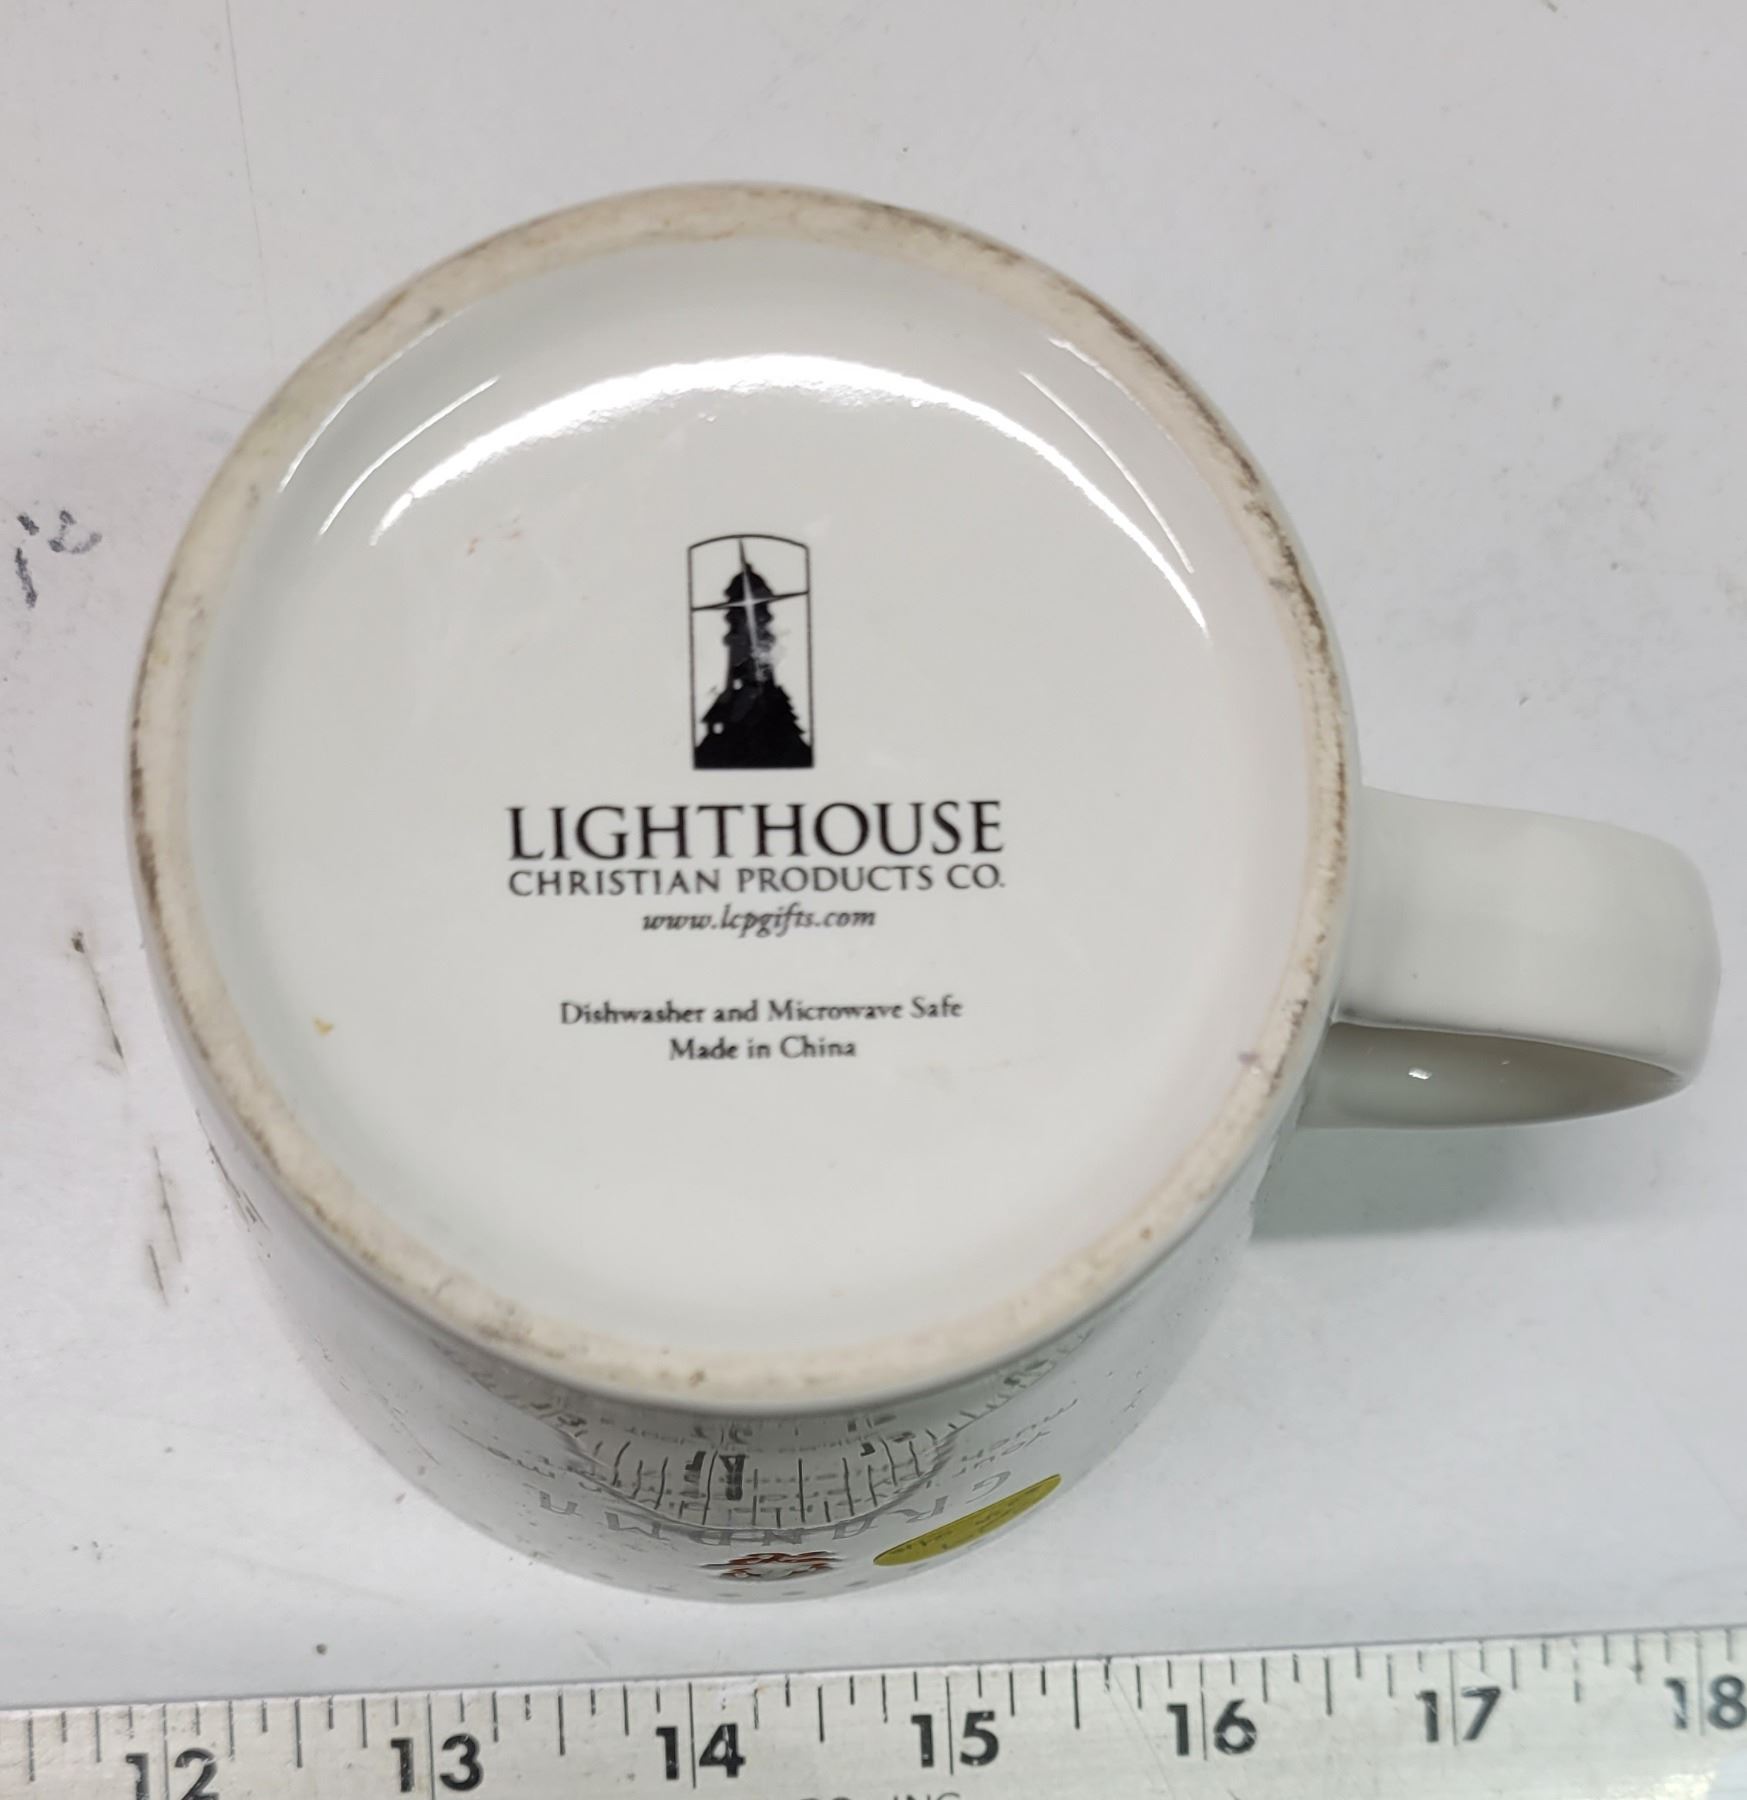 LIGHTHOUSE
CHRISTIAN PRODUCTS CO.
www.lcpgifts.com
Dishwasher and Microwave Safe
Made in China
GRANDMA
12 13 14 15 16 17 18